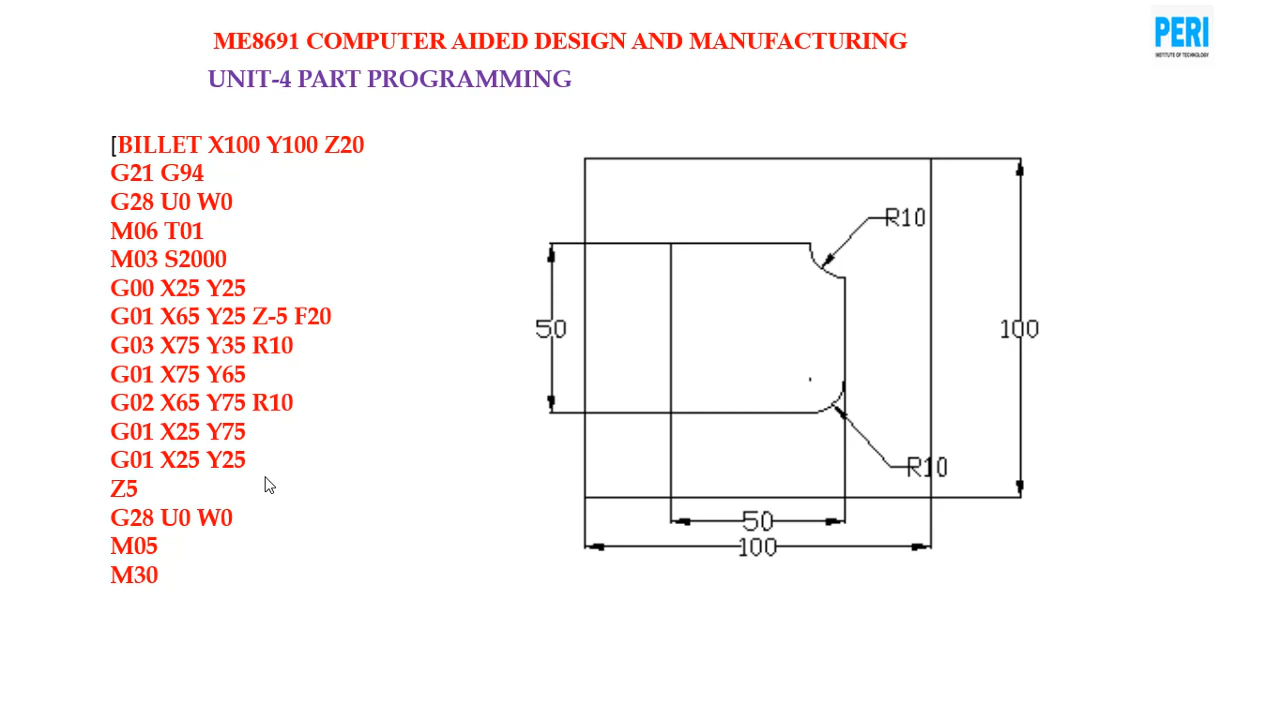 ME8691 COMPUTER AIDED DESIGN AND MANUFACTURING
PERI
INSTITUTE OF TECHNOLOGY
UNIT-4 PART PROGRAMMING
[BILLET X100 Y100 Z20
G21 G94
G28 U0 W0
M06 T01
M03 S2000
G00 X25 Y25
G01 X65 Y25 Z-5 F20
G03 X75 Y35 R10
G01 X75 Y65
G02 X65 Y75 R10
G01 X25 Y75
G01 X25 Y25
Z5
G28 U0 W0
M05
M30
R10
50
100
R10
50
100